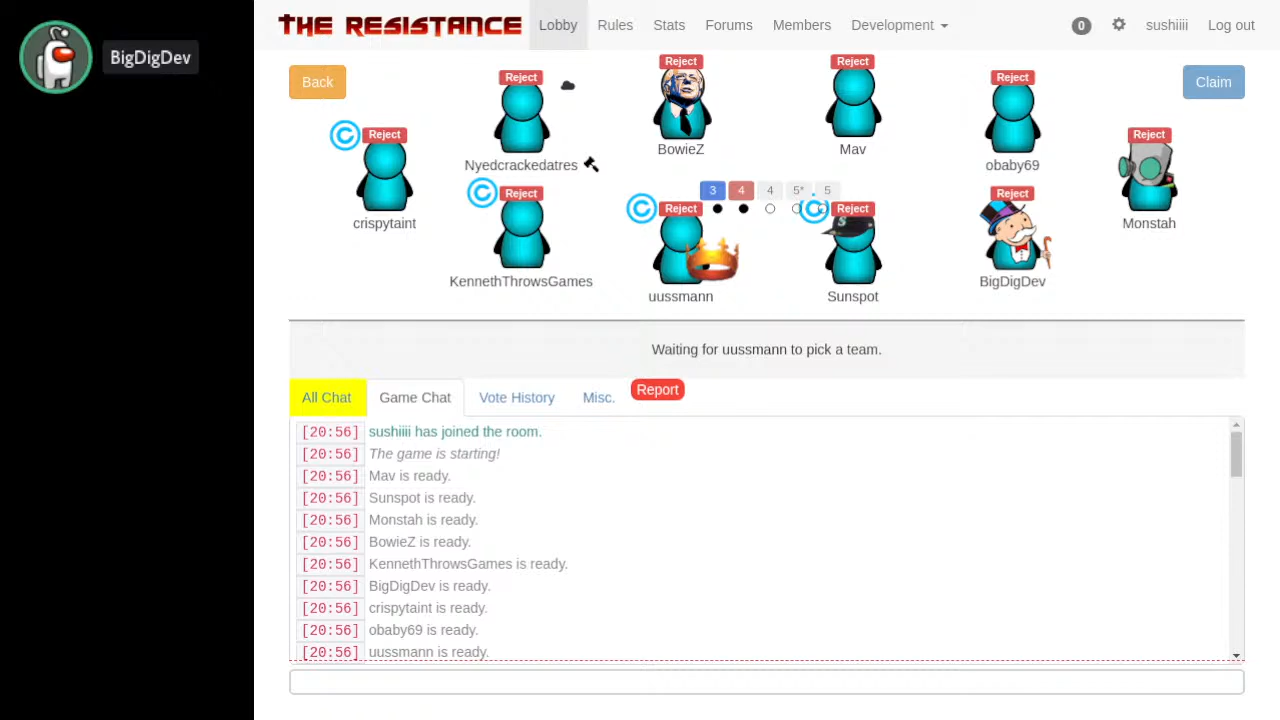 BigDigDev
THE RESISTANCE
Lobby Rules Stats Forums Members Development
0 sushiiii Log out
Back
Claim
Reject Reject Reject Reject
Nyedcrackedatres BowieZ Mav obaby69
C Reject Reject
crispytaint Monstah
3 4 4 5* 5
C Reject C Reject C Reject Reject
S
KennethThrowsGames uussmann Sunspot BigDigDev
Waiting for uussmann to pick a team.
All Chat Game Chat Vote History Misc. Report
[20:56] sushiiii has joined the room.
[20:56] The game is starting!
[20:56] Mav is ready.
[20:56] Sunspot is ready.
[20:56] Monstah is ready.
[20:56] BowieZ is ready.
[20:56] KennethThrowsGames is ready.
[20:56] BigDigDev is ready.
[20:56] crispytaint is ready.
[20:56] obaby69 is ready.
[20:56] uussmann is ready.